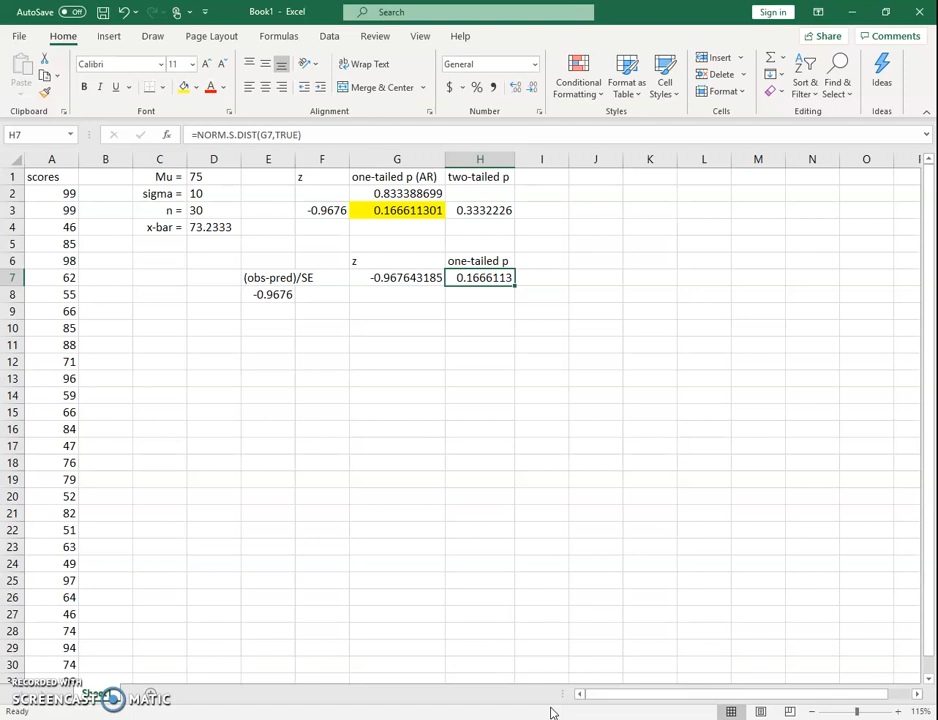 AutoSave Off Book1 - Excel Search Sign in
File Home Insert Draw Page Layout Formulas Data Review View Help Share Comments
Paste Calibri 11 A A Wrap Text General Conditional Formatting Format as Table Cell Styles Insert Delete Format Sort & Filter Find & Select Ideas
B I U A Merge & Center $ % 9
Clipboard Font Alignment Number Styles Cells Editing Ideas
H7 fx =NORM.S.DIST(G7,TRUE)
A B C D E F G H I J K L M N O
1 scores Mu = 75 z one-tailed p (AR) two-tailed p
2 99 sigma = 10 0.833388699
3 99 n = 30 -0.9676 0.166611301 0.3332226
4 46 x-bar = 73.2333
5 85
6 98 z one-tailed p
7 62 (obs-pred)/SE -0.967643185 0.1666113
8 55 -0.9676
9 66
10 85
11 88
12 71
13 96
14 59
15 66
16 84
17 47
18 76
19 79
20 52
21 82
22 51
23 63
24 49
25 97
26 64
27 46
28 74
29 94
30 74
RECORDED WITH
SCREENCAST MATIC
Ready 115%